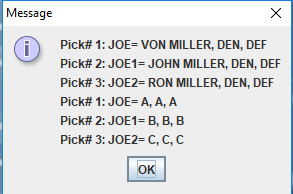 Message
Pick# 1: JOE= VON MILLER, DEN, DEF
Pick# 2: JOE1= JOHN MILLER, DEN, DEF
Pick# 3: JOE2= RON MILLER, DEN, DEF
Pick# 1: JOE= A, A, A
Pick# 2: JOE1= B, B, B
Pick# 3: JOE2= C, C, C
OK